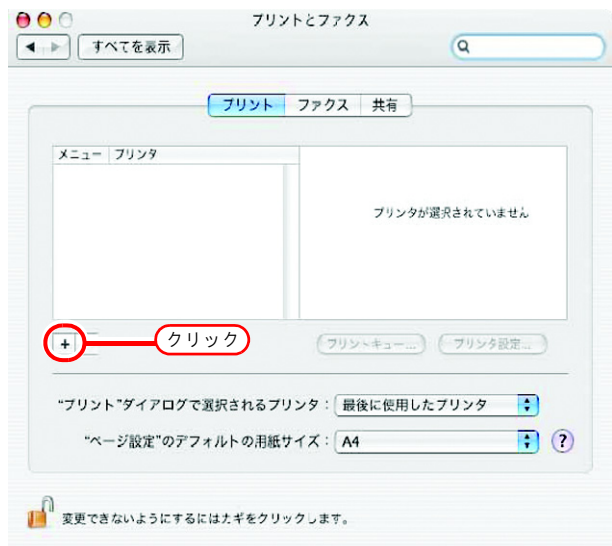 プリントとファクス
すべてを表示
プリント ファクス 共有
メニュー プリンタ
プリンタが選択されていません
+ クリック プリントキュー... プリンタ設定...
“プリント”ダイアログで選択されるプリンタ： 最後に使用したプリンタ
“ページ設定”のデフォルトの用紙サイズ： A4 ?
変更できないようにするにはカギをクリックします。